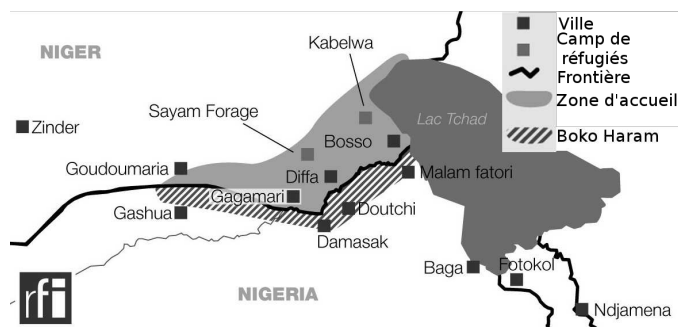 Ville
Camp de
réfugiés
Frontière
Zone d'accueil
Boko Haram
NIGER
Kabelwa
Sayam Forage
Zinder
Lac Tchad
Bosso
Goudoumaria
Diffa
Malam fatori
Gagamari
Gashua
Doutchi
Damasak
Baga
Fotokol
NIGERIA
Ndjamena
rfi